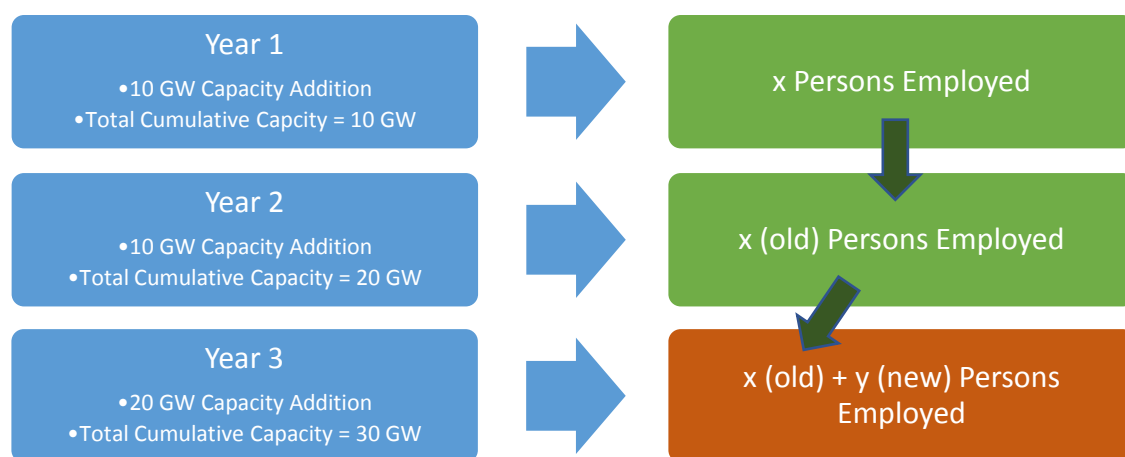 Year 1
•10 GW Capacity Addition
•Total Cumulative Capcity = 10 GW
x Persons Employed
Year 2
•10 GW Capacity Addition
•Total Cumulative Capacity = 20 GW
x (old) Persons Employed
Year 3
•20 GW Capacity Addition
•Total Cumulative Capacity = 30 GW
x (old) + y (new) Persons
Employed